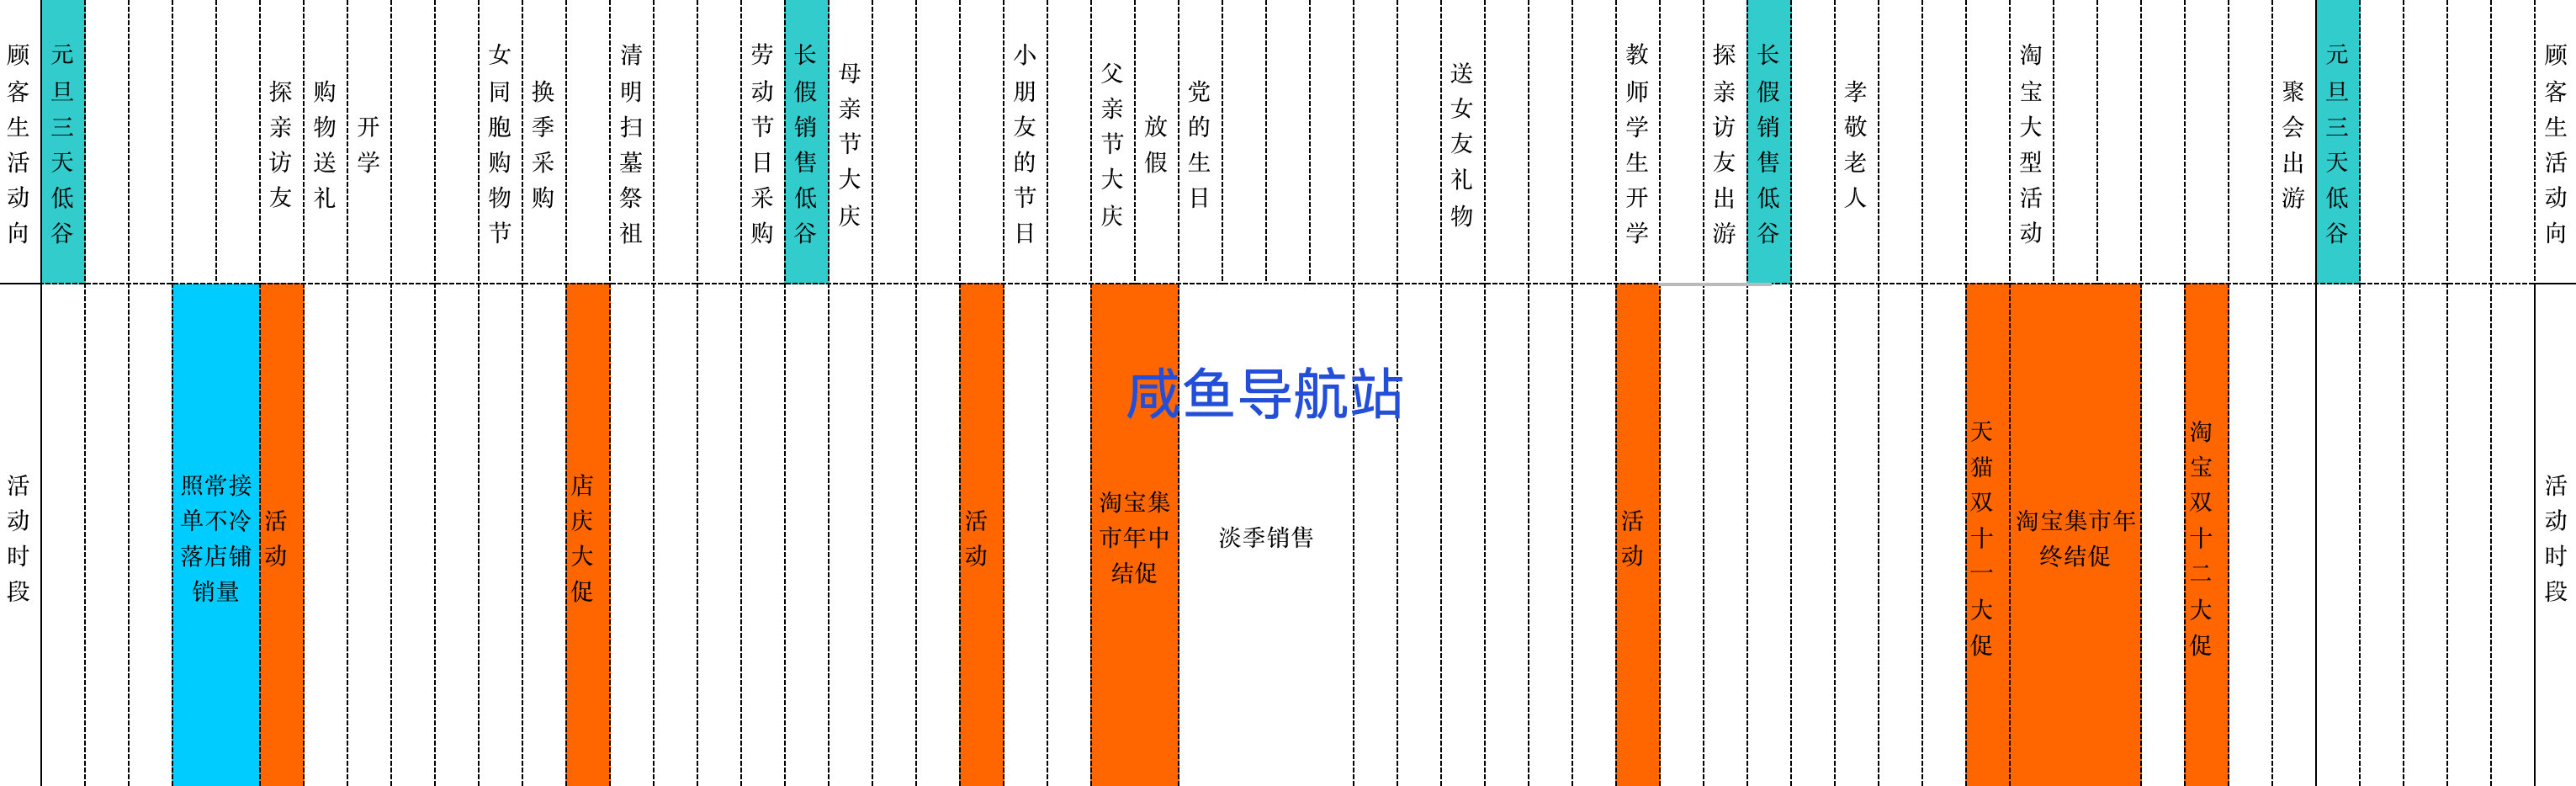 顾客生活动向
元旦三天低谷
探亲访友
购物送礼
开学
女同胞购物节
换季采购
清明扫墓祭祖
劳动节日采购
长假销售低谷
母亲节大庆
小朋友的节日
父亲节大庆
放假
党的生日
送女友礼物
教师学生开学
探亲访友出游
长假销售低谷
孝敬老人
淘宝大型活动
聚会出游
元旦三天低谷
顾客生活动向
咸鱼导航站
活动时段
照常接
单不冷
落店铺
销量
活动
店庆大促
活动
淘宝集
市年中
结促
淡季销售
活动
天猫双十一大促
淘宝集市年
终结促
淘宝双十二大促
活动时段